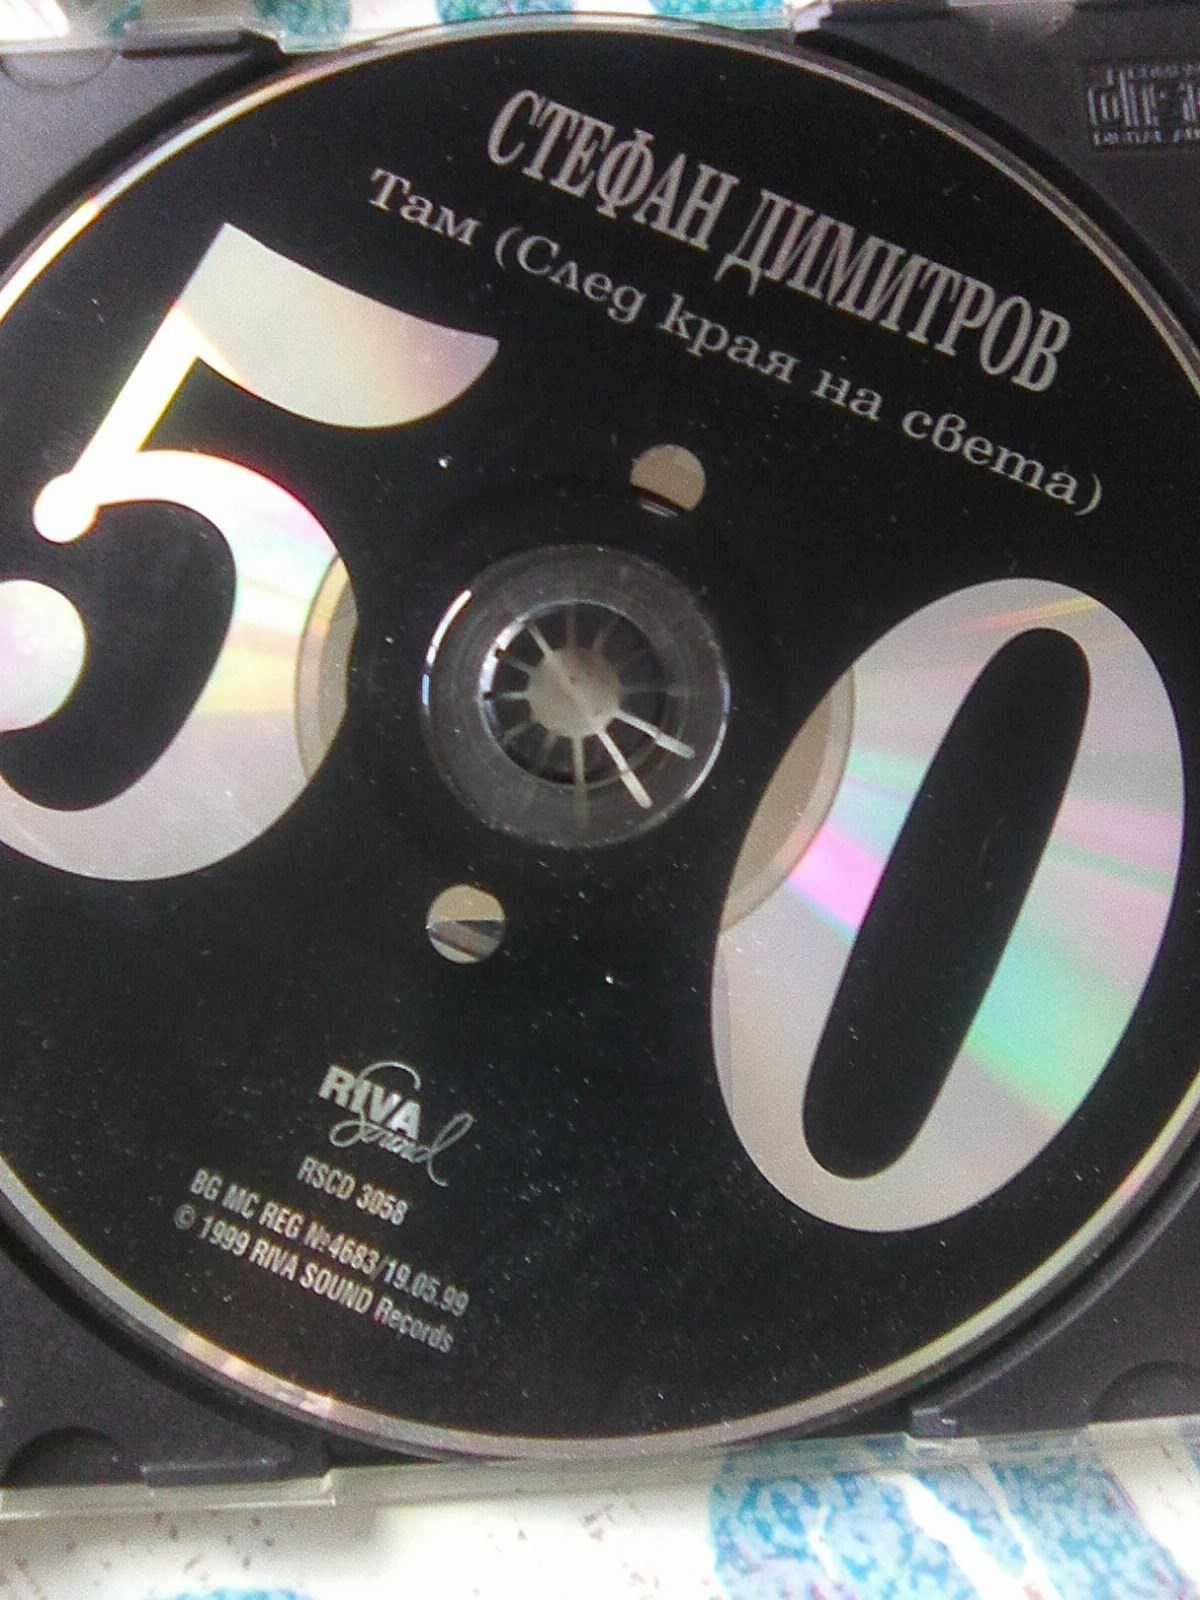 СТЕФАН ДИМИТРОВ
Там (След края на света)
50
RIVA
Sound
RSCD 3058
BG MC REG №4683/19.05.99
© 1999 RIVA SOUND Records